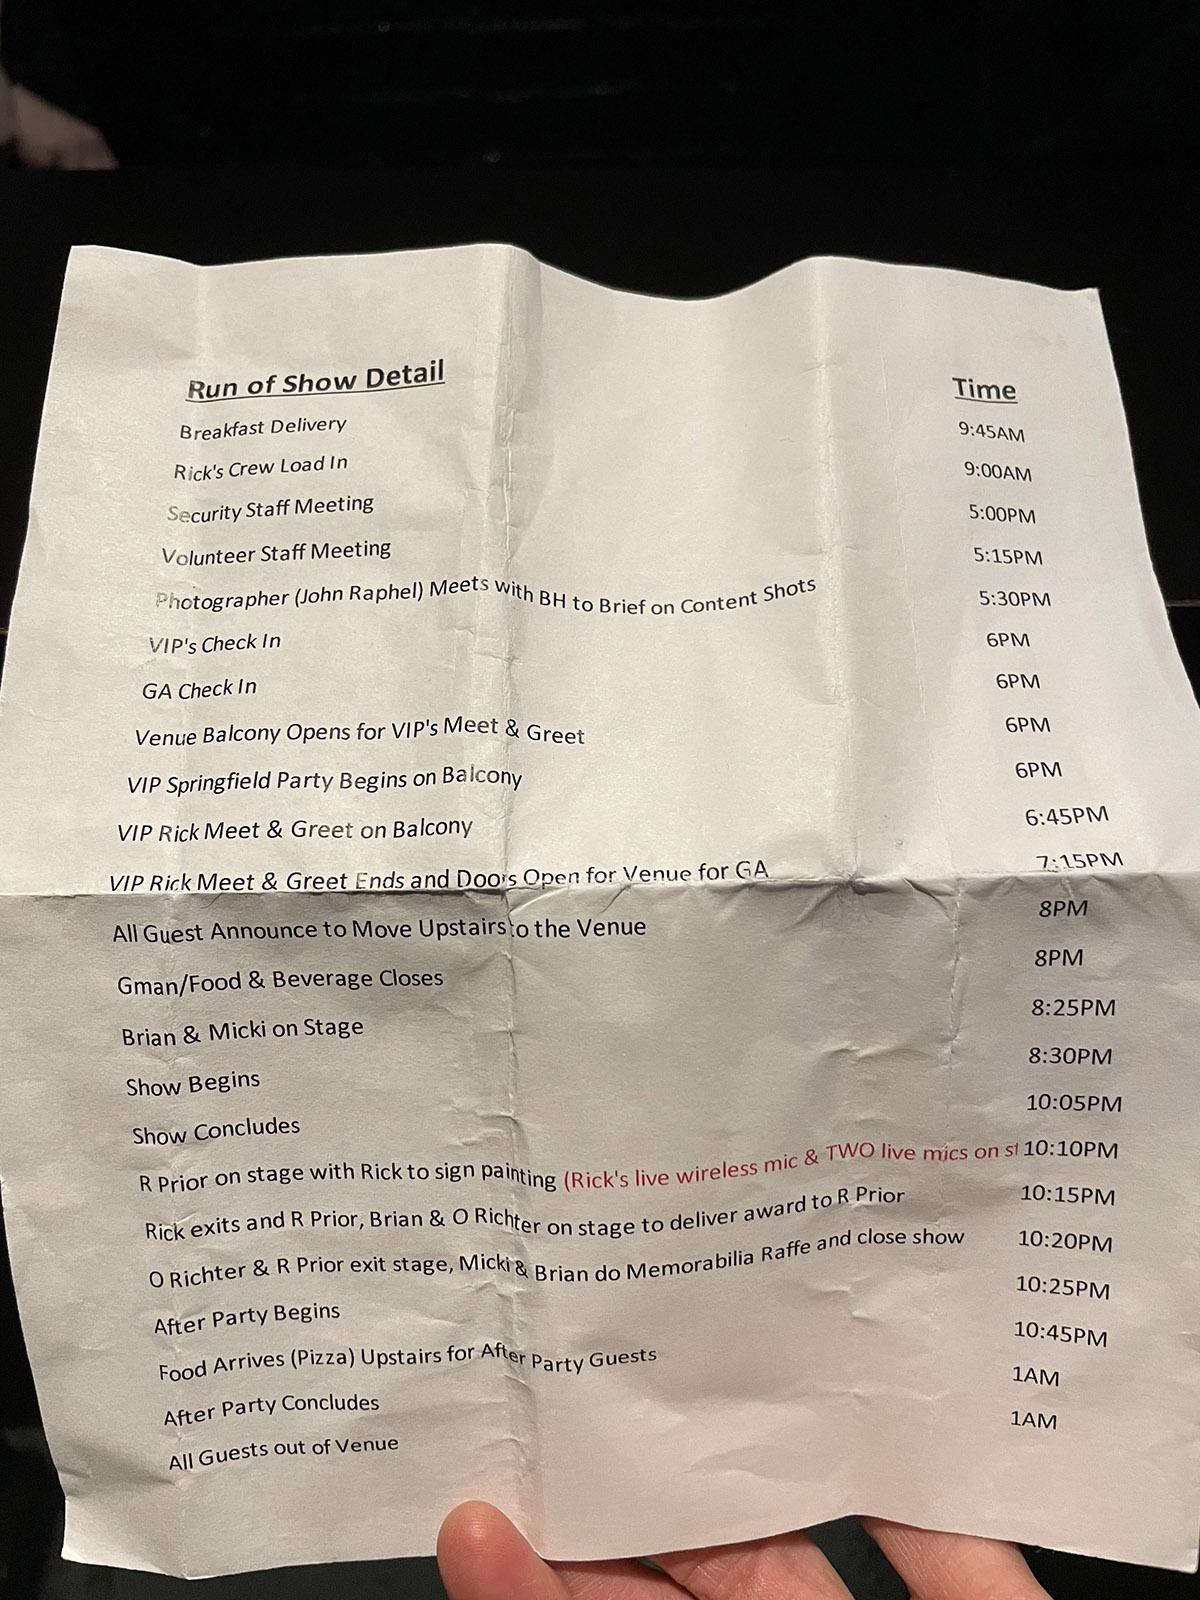 Run of Show Detail Time
Breakfast Delivery 9:45AM
Rick's Crew Load In 9:00AM
Security Staff Meeting 5:00PM
Volunteer Staff Meeting 5:15PM
Photographer (John Raphel) Meets with BH to Brief on Content Shots 5:30PM
VIP's Check In 6PM
GA Check In 6PM
Venue Balcony Opens for VIP's Meet & Greet 6PM
VIP Springfield Party Begins on Balcony 6PM
VIP Rick Meet & Greet on Balcony 6:45PM
VIP Rick Meet & Greet Ends and Doors Open for Venue for GA 7:15PM
All Guest Announce to Move Upstairs to the Venue 8PM
Gman/Food & Beverage Closes 8PM
Brian & Micki on Stage 8:25PM
Show Begins 8:30PM
Show Concludes 10:05PM
R Prior on stage with Rick to sign painting (Rick's live wireless mic & TWO live mics on st 10:10PM
Rick exits and R Prior, Brian & O Richter on stage to deliver award to R Prior 10:15PM
O Richter & R Prior exit stage, Micki & Brian do Memorabilia Raffe and close show 10:20PM
After Party Begins 10:25PM
Food Arrives (Pizza) Upstairs for After Party Guests 10:45PM
After Party Concludes 1AM
All Guests out of Venue 1AM